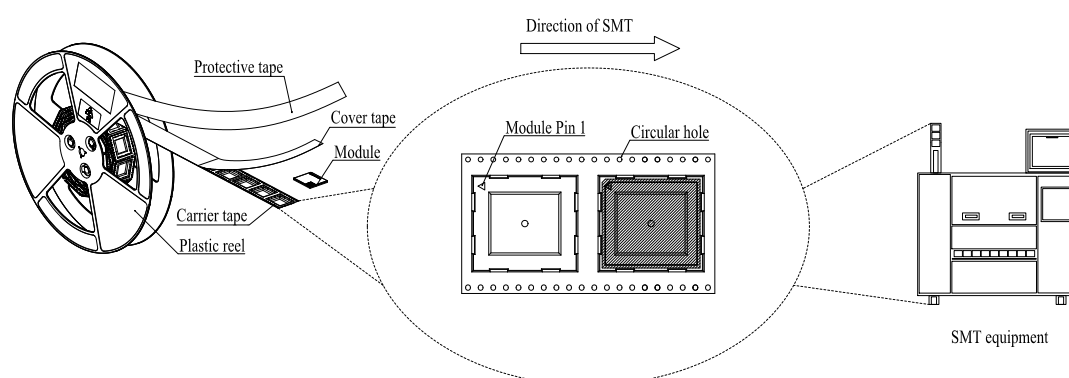 Direction of SMT
Protective tape
Cover tape
Module
Carrier tape
Plastic reel
Module Pin 1
Circular hole
SMT equipment